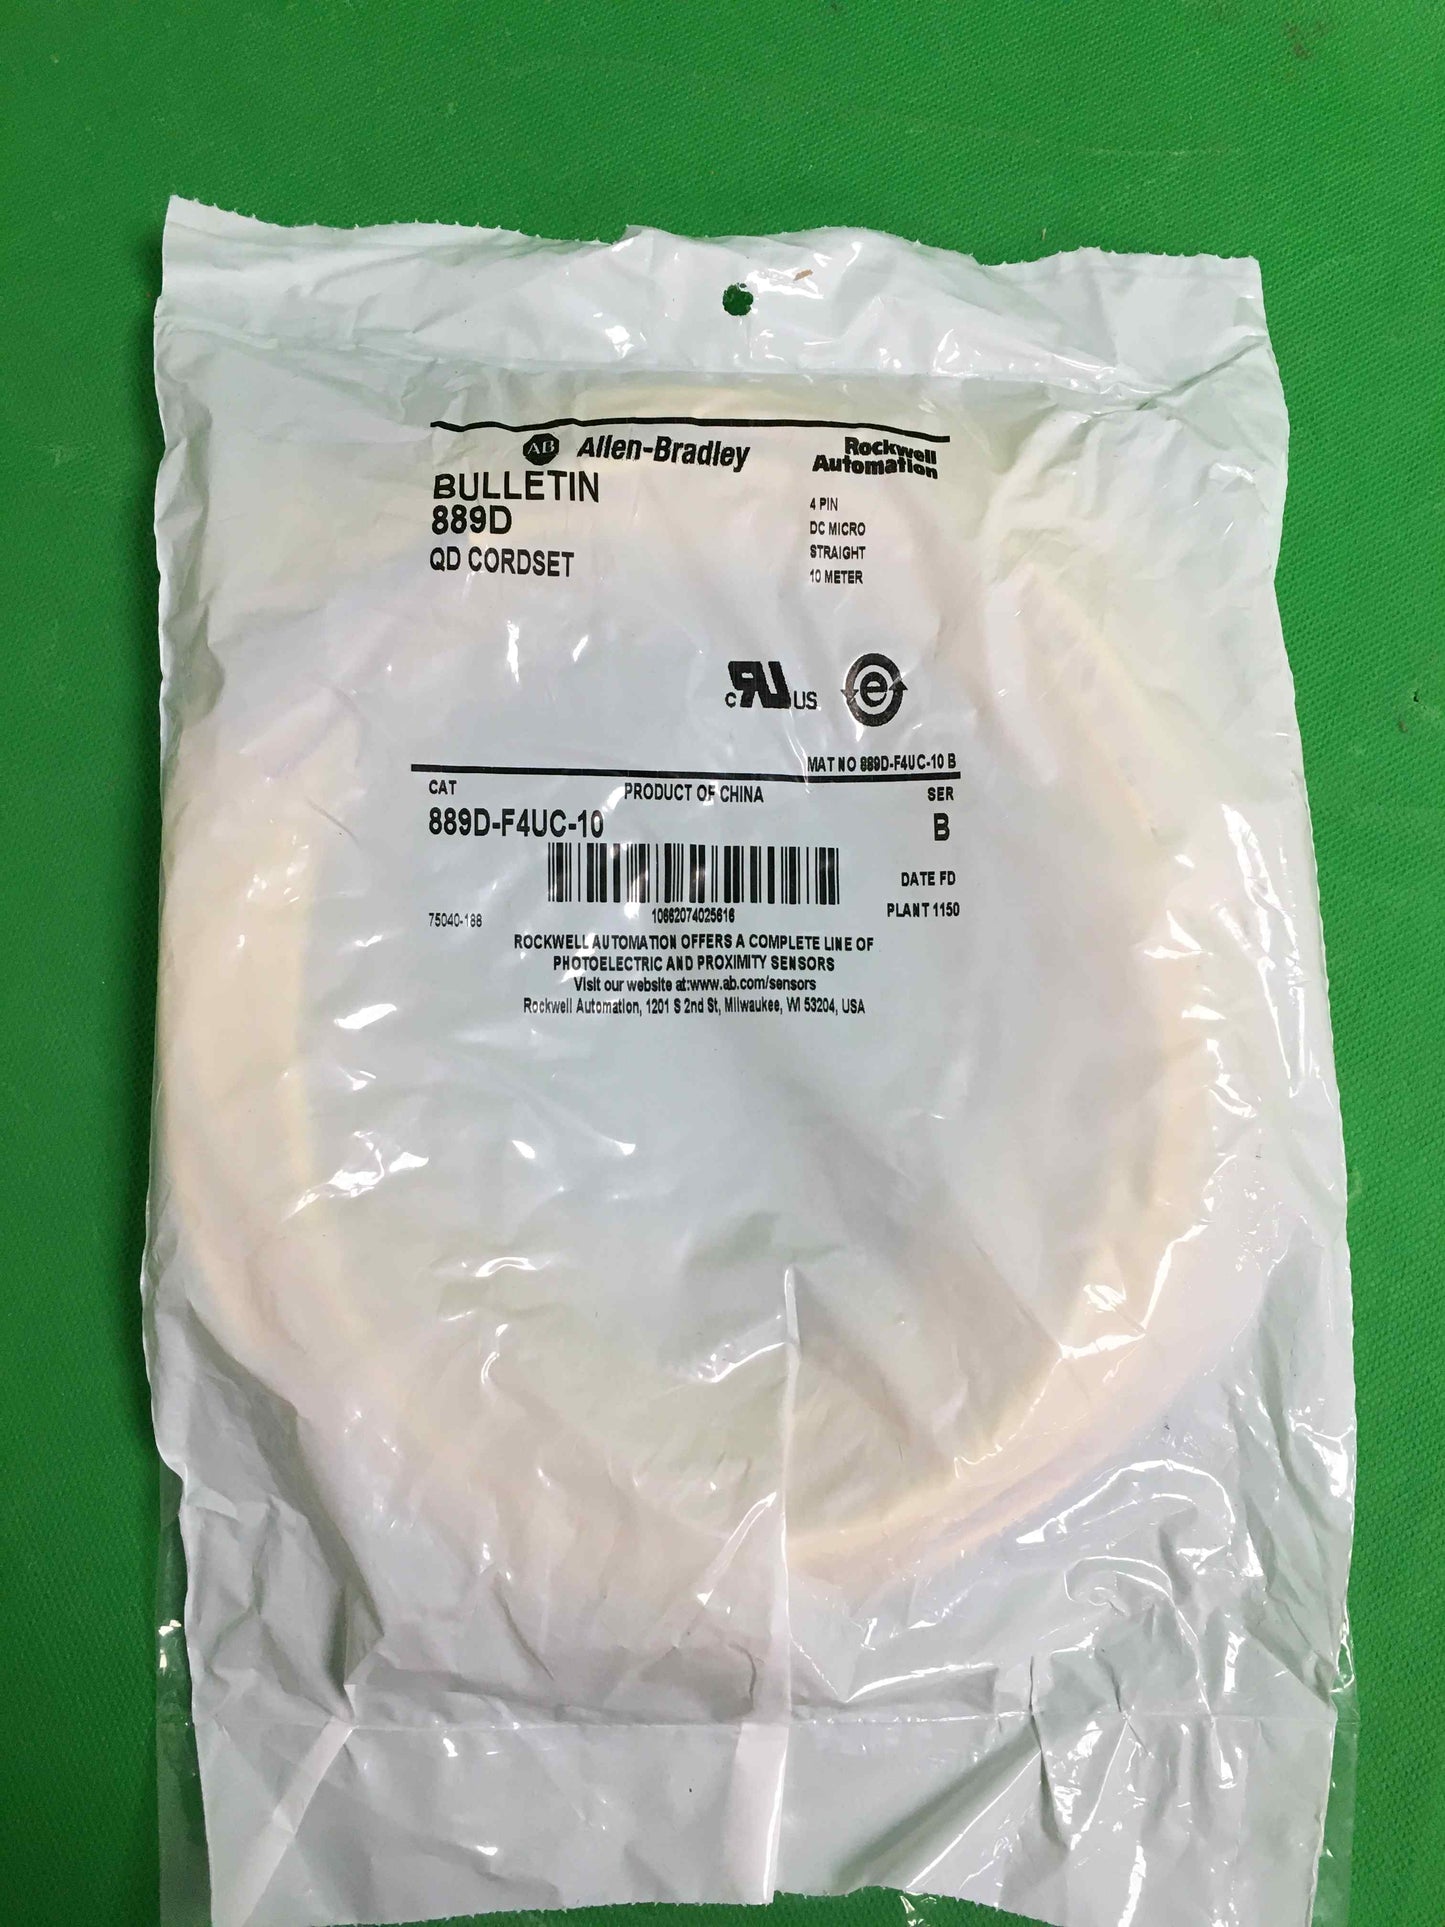 AB Allen-Bradley
Rockwell
Automation
BULLETIN
889D
QD CORDSET
4 PIN
DC MICRO
STRAIGHT
10 METER
c RU US
e
MAT NO 889D-F4UC-10 B
CAT
PRODUCT OF CHINA
SER
889D-F4UC-10
B
DATE FD
PLANT 1150
75040-188
10662074025616
ROCKWELL AUTOMATION OFFERS A COMPLETE LINE OF
PHOTOELECTRIC AND PROXIMITY SENSORS
Visit our website at:www.ab.com/sensors
Rockwell Automation, 1201 S 2nd St, Milwaukee, WI 53204, USA